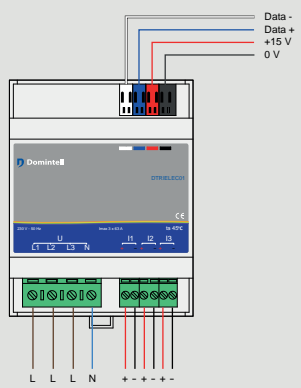 Data -
Data +
+15 V
0 V
Domintell
DTRIELEC01
CE
230 V - 50 Hz
Imax 3 x 63 A
ta 45°C
U
I1 I2 I3
L1 L2 L3 N
+ - + - + -
L L L N + - + - + -